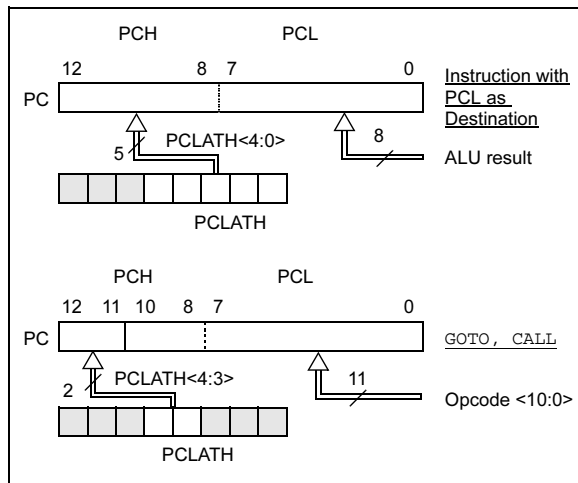 PCH PCL
12 8 7 0
PC
Instruction with
PCL as
Destination
5 PCLATH<4:0>
8
ALU result
PCLATH
PCH PCL
12 11 10 8 7 0
PC
GOTO, CALL
2 PCLATH<4:3>
11
Opcode <10:0>
PCLATH